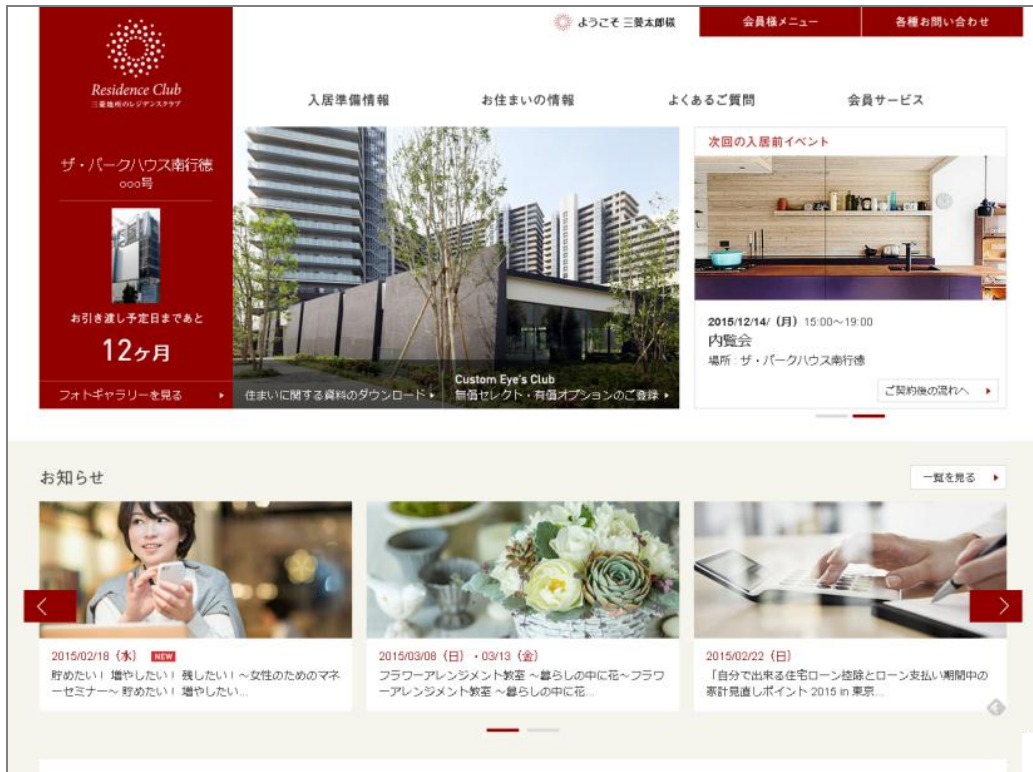 ようこそ 三菱太郎様
会員様メニュー
各種お問い合わせ
Residence Club
三菱地所のレジデンスクラブ
入居準備情報
お住まいの情報
よくあるご質問
会員サービス
ザ・パークハウス南行徳
○○○号
お引き渡し予定日まであと
12ヶ月
フォトギャラリーを見る
住まいに関する資料のダウンロード
Custom Eye's Club
無償セレクト・有償オプションのご登録
次回の入居前イベント
2015/12/14/（月）15:00～19:00
内覧会
場所：ザ・パークハウス南行徳
ご契約後の流れへ
お知らせ
一覧を見る
2015/02/18（水） NEW
貯めたい！ 増やしたい！ 残したい！～女性のためのマネ
ーセミナー～ 貯めたい！ 増やしたい...
2015/03/08（日）・03/13（金）
フラワーアレンジメント教室 ～暮らしの中に花～フラワ
ーアレンジメント教室 ～暮らしの中に花...
2015/02/22（日）
「自分で出来る住宅ローン控除とローン支払い期間中の
家計見直しポイント 2015 in 東京...